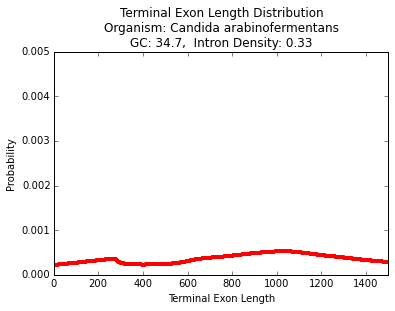 Terminal Exon Length Distribution
Organism: Candida arabinofermentans
GC: 34.7,  Intron Density: 0.33
0.005
0.004
0.003
0.002
0.001
0.000
Probability
0 200 400 600 800 1000 1200 1400
Terminal Exon Length